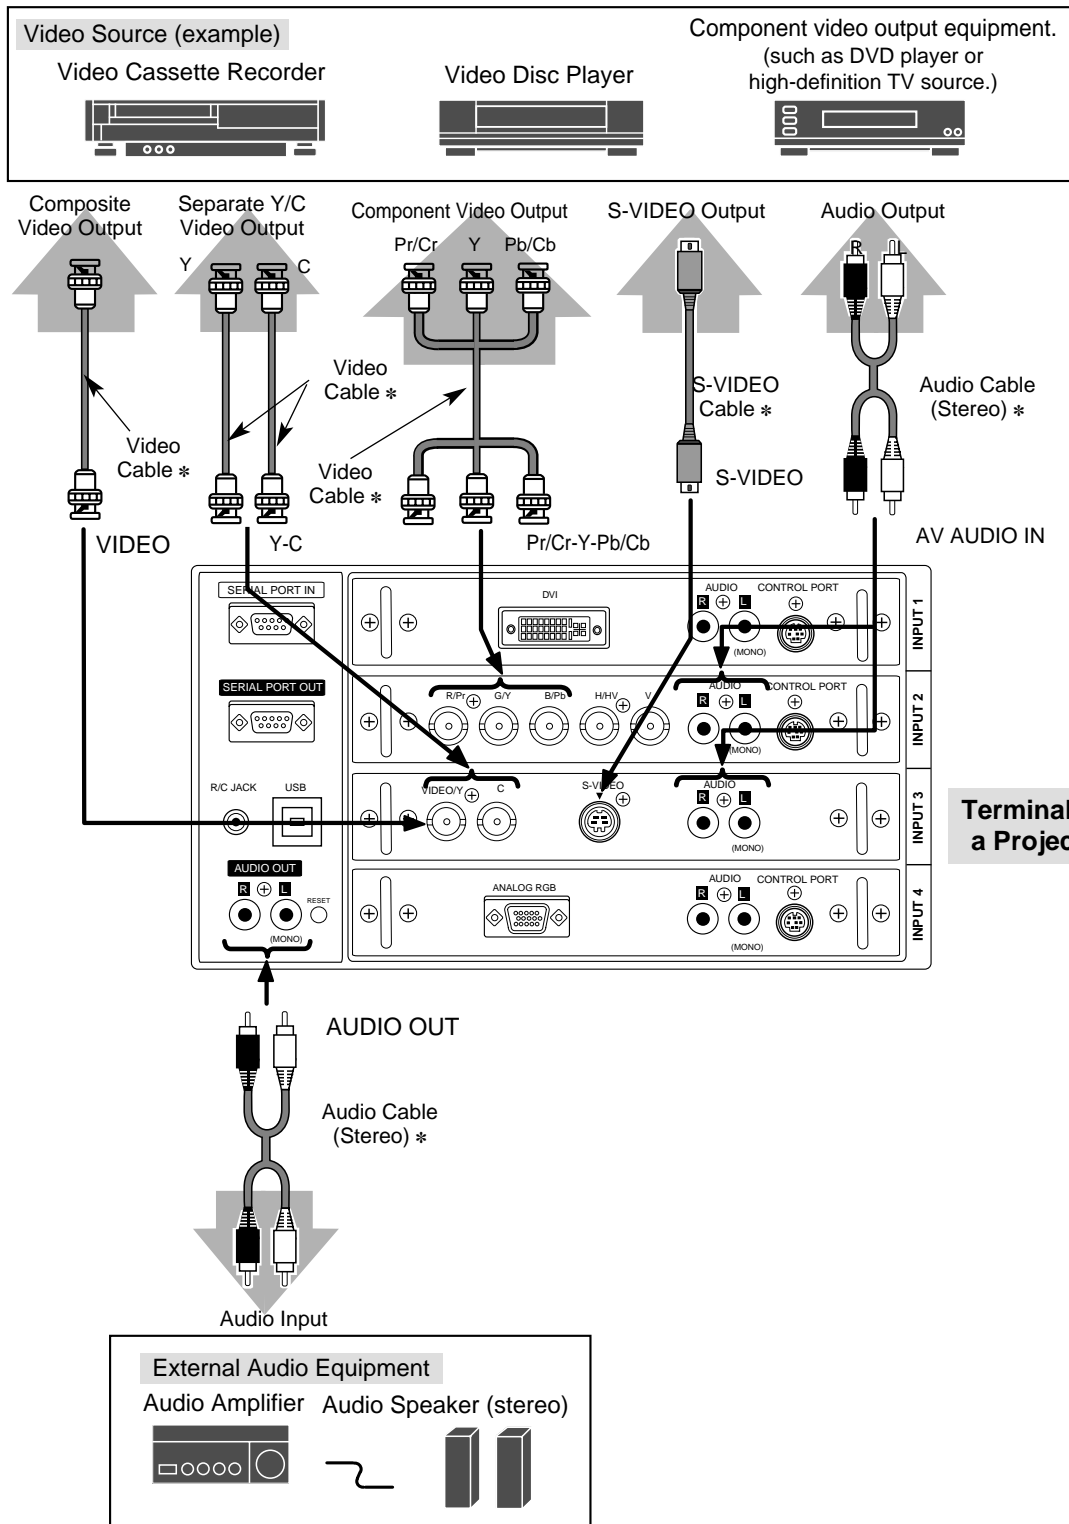 Video Source (example)
Video Cassette Recorder
Video Disc Player
Component video output equipment.
(such as DVD player or
high-definition TV source.)
Composite
Video Output
Separate Y/C
Video Output
Component Video Output
S-VIDEO Output
Audio Output
Y
C
Pr/Cr
Y
Pb/Cb
R
L
Video
Cable *
Video
Cable *
Video
Cable *
S-VIDEO
Cable *
Audio Cable
(Stereo) *
S-VIDEO
VIDEO
Y-C
Pr/Cr-Y-Pb/Cb
AV AUDIO IN
SERIAL PORT IN
DVI
AUDIO
R
L
(MONO)
CONTROL PORT
INPUT 1
SERIAL PORT OUT
R/Pr
G/Y
B/Pb
H/HV
V
AUDIO
R
L
(MONO)
CONTROL PORT
INPUT 2
R/C JACK
USB
VIDEO/Y
C
S-VIDEO
AUDIO
R
L
(MONO)
INPUT 3
Terminal
a Projec
AUDIO OUT
R
L
(MONO)
RESET
ANALOG RGB
AUDIO
R
L
(MONO)
CONTROL PORT
INPUT 4
AUDIO OUT
Audio Cable
(Stereo) *
Audio Input
External Audio Equipment
Audio Amplifier
Audio Speaker (stereo)